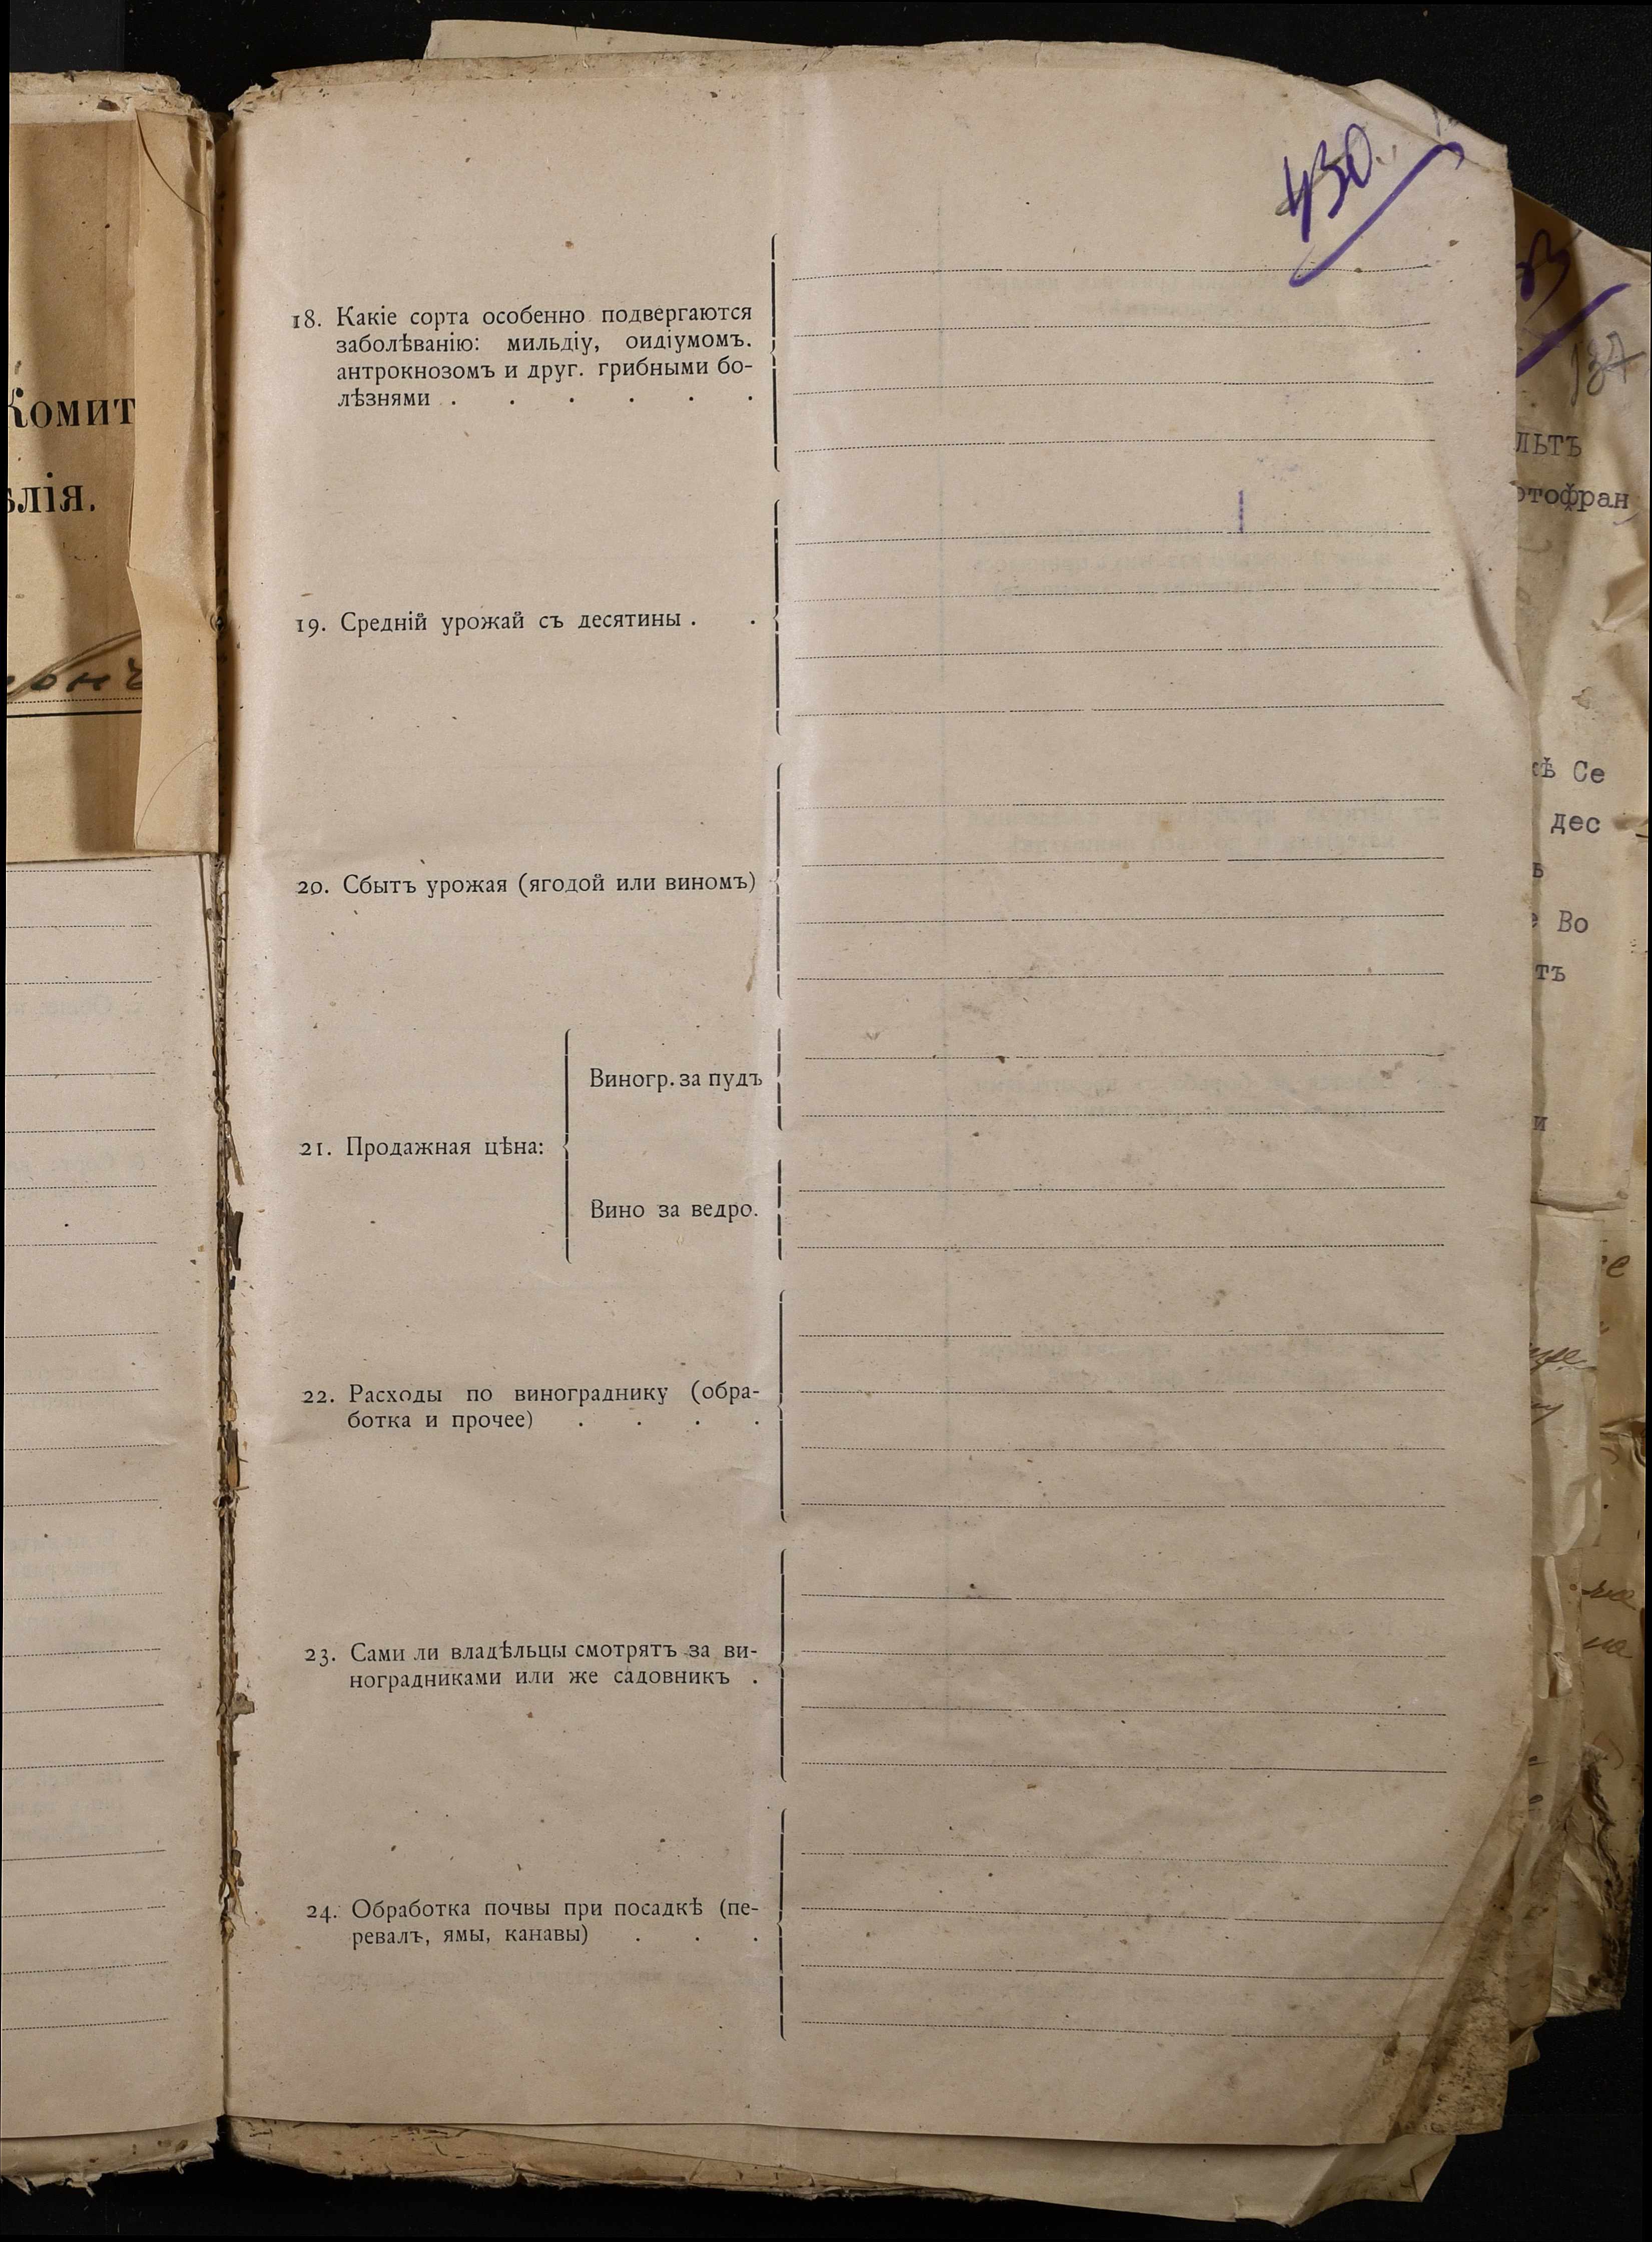 430.
18. Какіе сорта особенно подвергаются
заболѣванію: мильдіу, оидіумомъ.
антрокнозомъ и друг. грибными бо-
лѣзнями . . . . . .
19. Средній урожай съ десятины . .
20. Сбытъ урожая (ягодой или виномъ)
Виногр. за пудъ
21. Продажная цѣна:
Вино за ведро.
22. Расходы по винограднику (обра-
ботка и прочее) . . . .
23. Сами ли владѣльцы смотрятъ за ви-
ноградниками или же садовникъ .
24. Обработка почвы при посадкѣ (пе-
ревалъ, ямы, канавы) . . .
Комит
ѣлія.
льтъ
отофран
ѣ Се
дес
Во
тъ
и